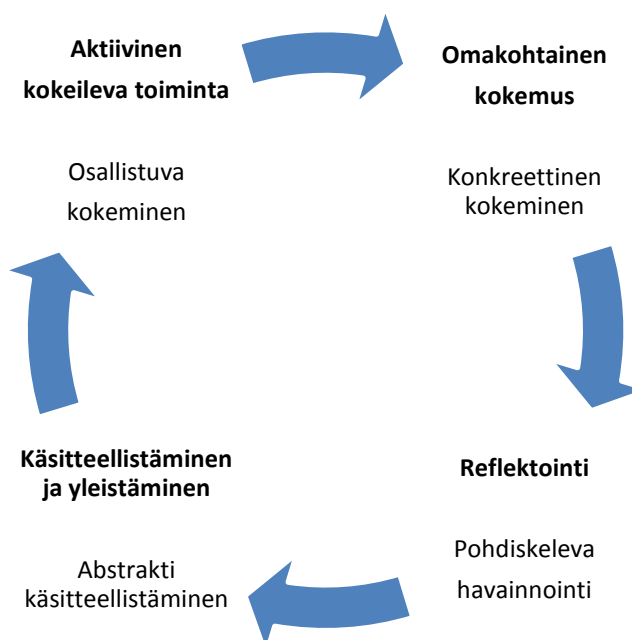 Aktiivinen
kokeileva toiminta
Osallistuva
kokeminen
Omakohtainen
kokemus
Konkreettinen
kokeminen
Reflektointi
Pohdiskeleva
havainnointi
Käsitteellistäminen
ja yleistäminen
Abstrakti
käsitteellistäminen